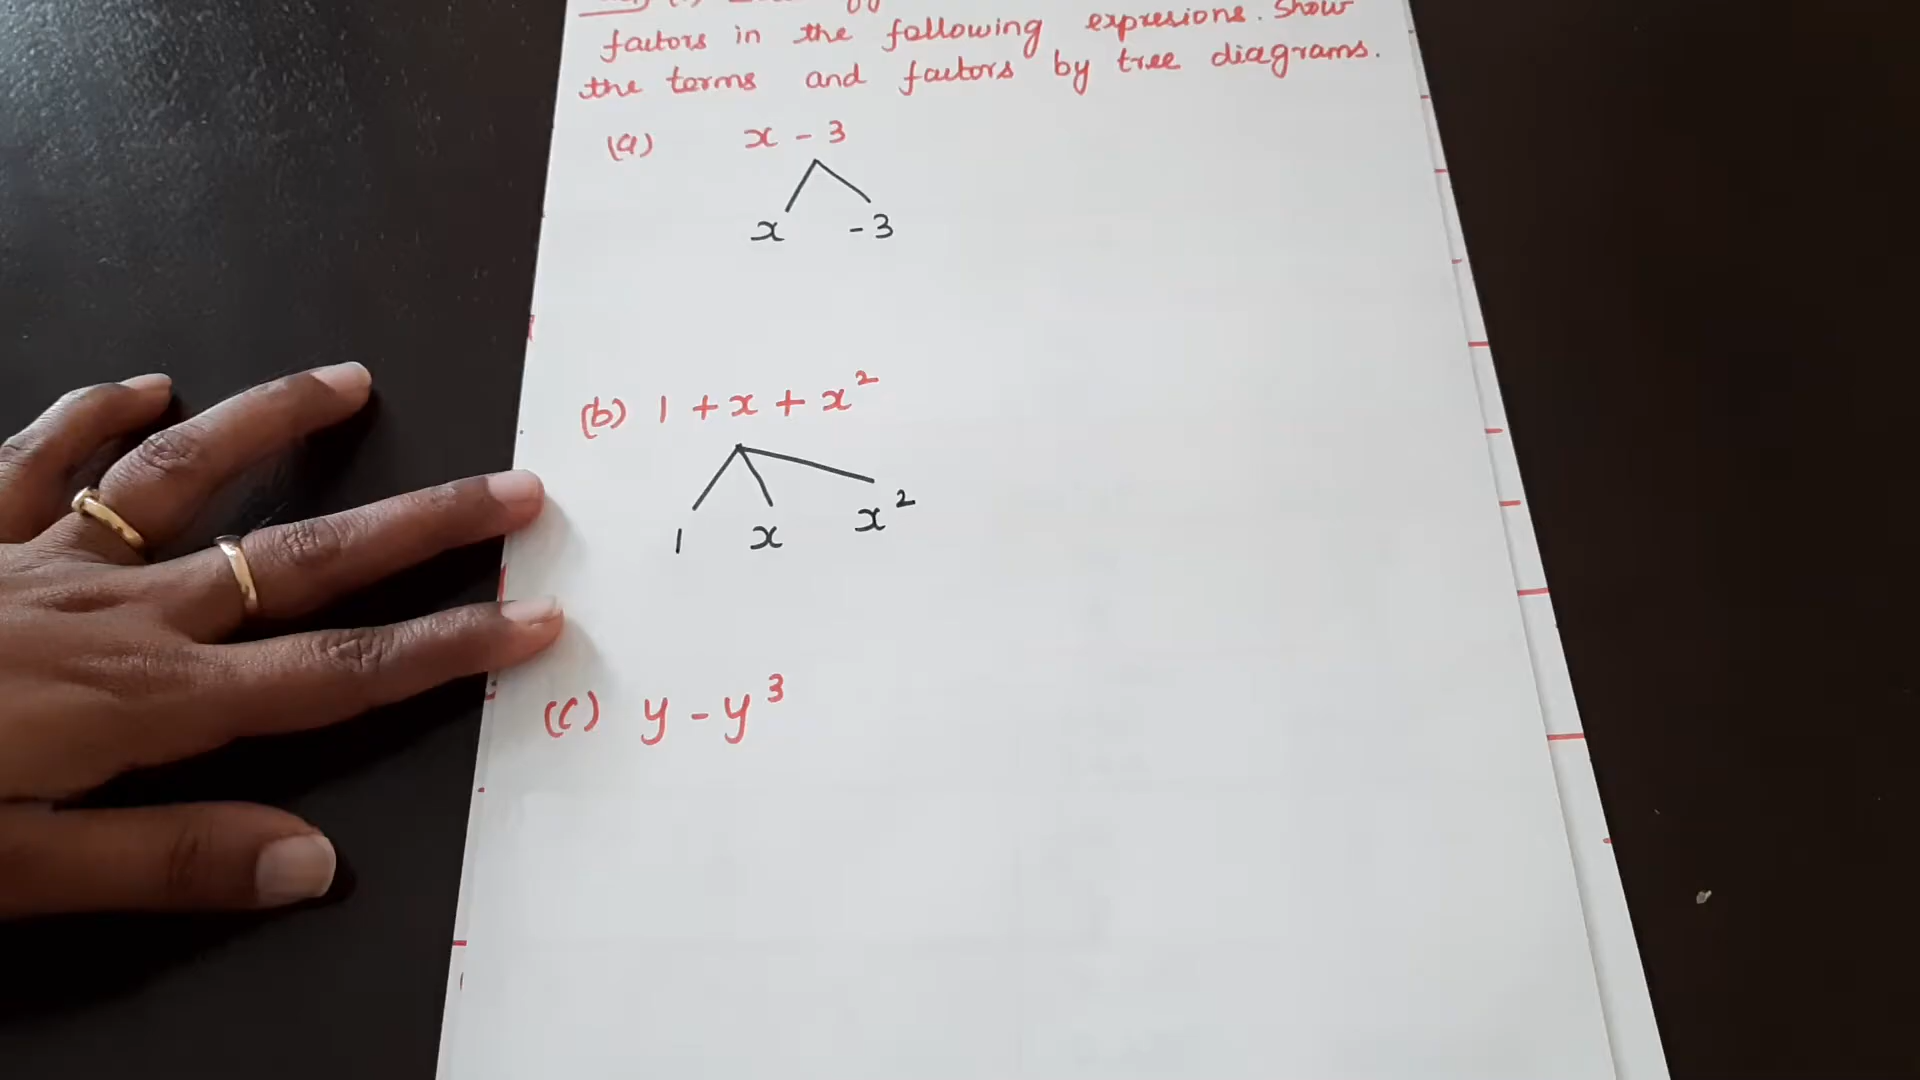 factors in the following expresions. Show
the terms and factors by tree diagrams.
(a) x - 3
x -3
(b) 1 + x + x²
1 x x²
(c) y - y³